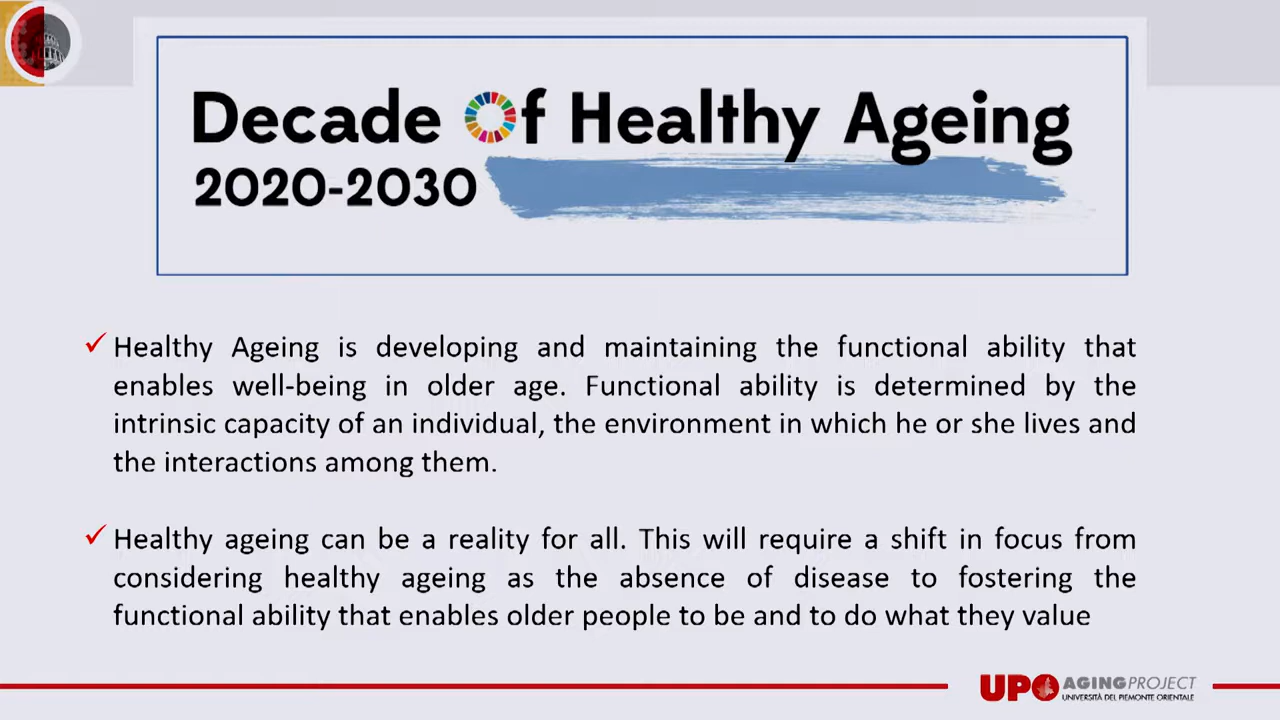 Decade Of Healthy Ageing
2020-2030
Healthy Ageing is developing and maintaining the functional ability that
enables well-being in older age. Functional ability is determined by the
intrinsic capacity of an individual, the environment in which he or she lives and
the interactions among them.
Healthy ageing can be a reality for all. This will require a shift in focus from
considering healthy ageing as the absence of disease to fostering the
functional ability that enables older people to be and to do what they value
UPO AGINGPROJECT
UNIVERSITÀ DEL PIEMONTE ORIENTALE